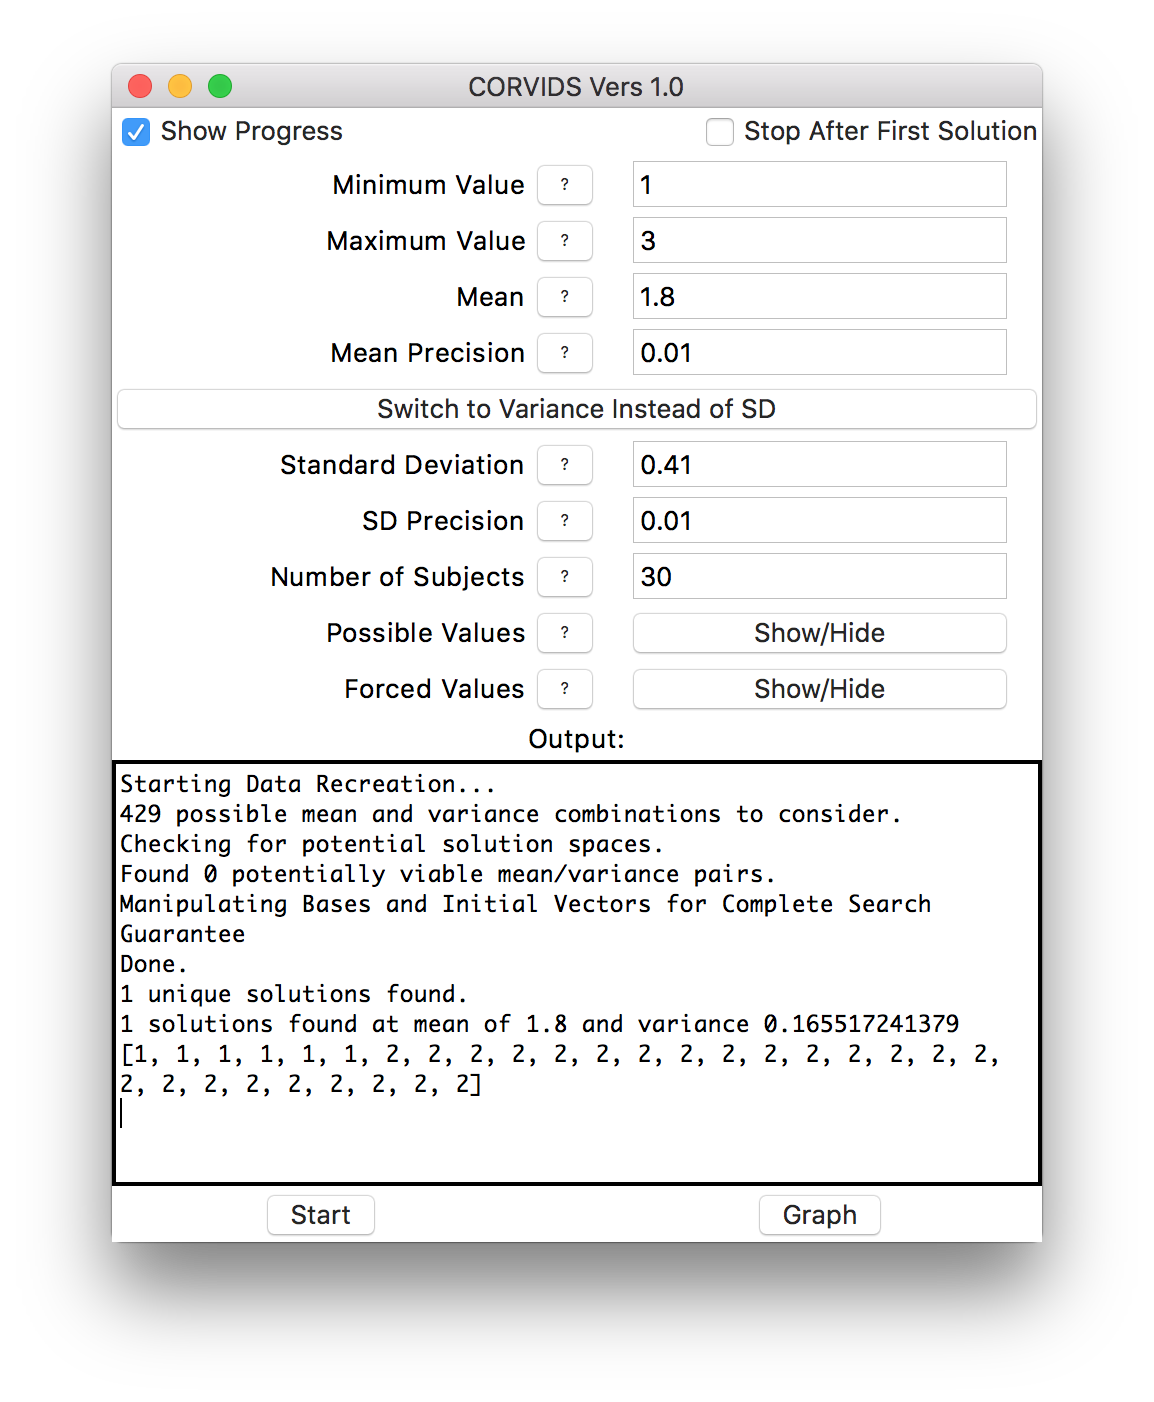 CORVIDS Vers 1.0
Show Progress
Stop After First Solution
Minimum Value ? 1
Maximum Value ? 3
Mean ? 1.8
Mean Precision ? 0.01
Switch to Variance Instead of SD
Standard Deviation ? 0.41
SD Precision ? 0.01
Number of Subjects ? 30
Possible Values ? Show/Hide
Forced Values ? Show/Hide
Output:
Starting Data Recreation...
429 possible mean and variance combinations to consider.
Checking for potential solution spaces.
Found 0 potentially viable mean/variance pairs.
Manipulating Bases and Initial Vectors for Complete Search
Guarantee
Done.
1 unique solutions found.
1 solutions found at mean of 1.8 and variance 0.165517241379
[1, 1, 1, 1, 1, 1, 2, 2, 2, 2, 2, 2, 2, 2, 2, 2, 2, 2, 2, 2, 2,
2, 2, 2, 2, 2, 2, 2, 2, 2]
Start
Graph